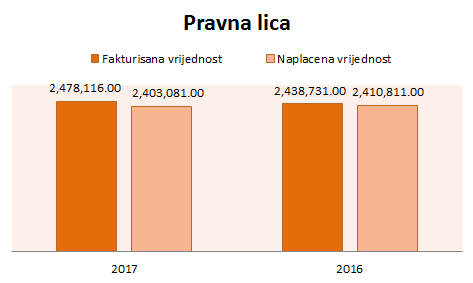 Pravna lica
Fakturisana vrijednost Naplacena vrijednost
2,478,116.00 2,403,081.00 2,438,731.00 2,410,811.00
2017 2016